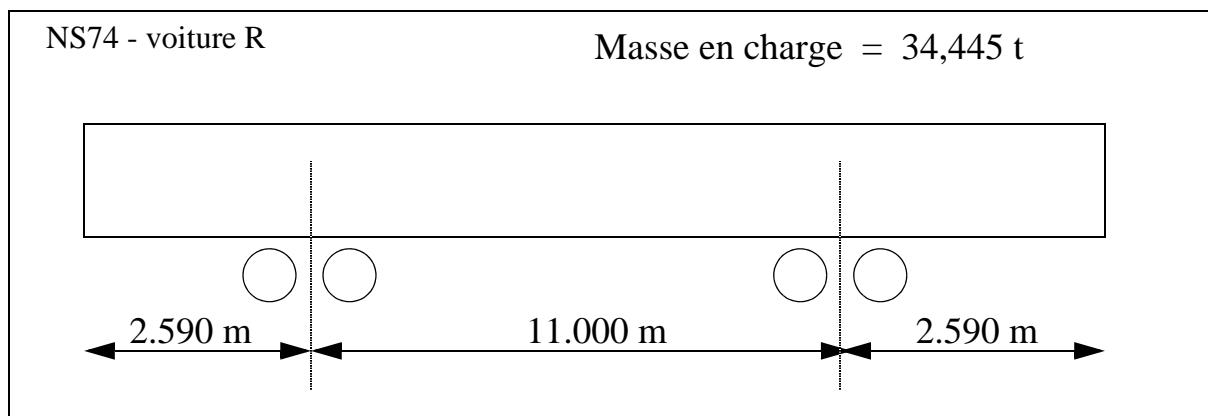 NS74 - voiture R
Masse en charge = 34,445 t
2.590 m
11.000 m
2.590 m